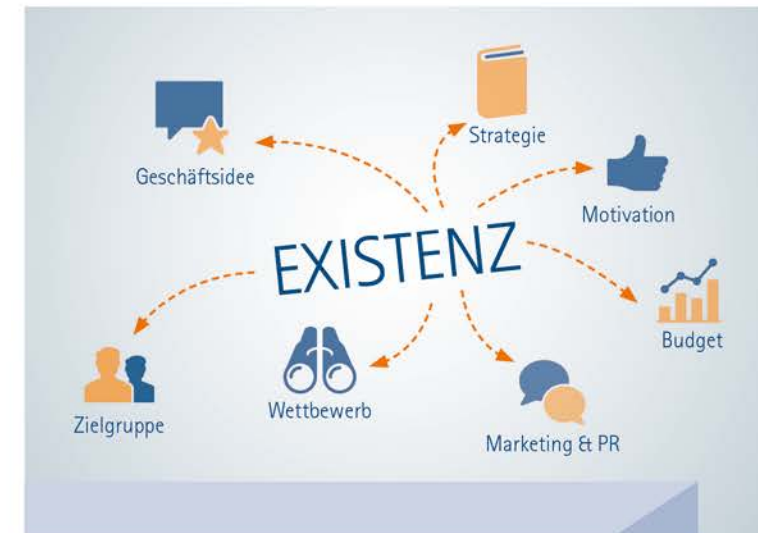 Strategie
Geschäftsidee
Motivation
EXISTENZ
Budget
Wettbewerb
Zielgruppe
Marketing & PR